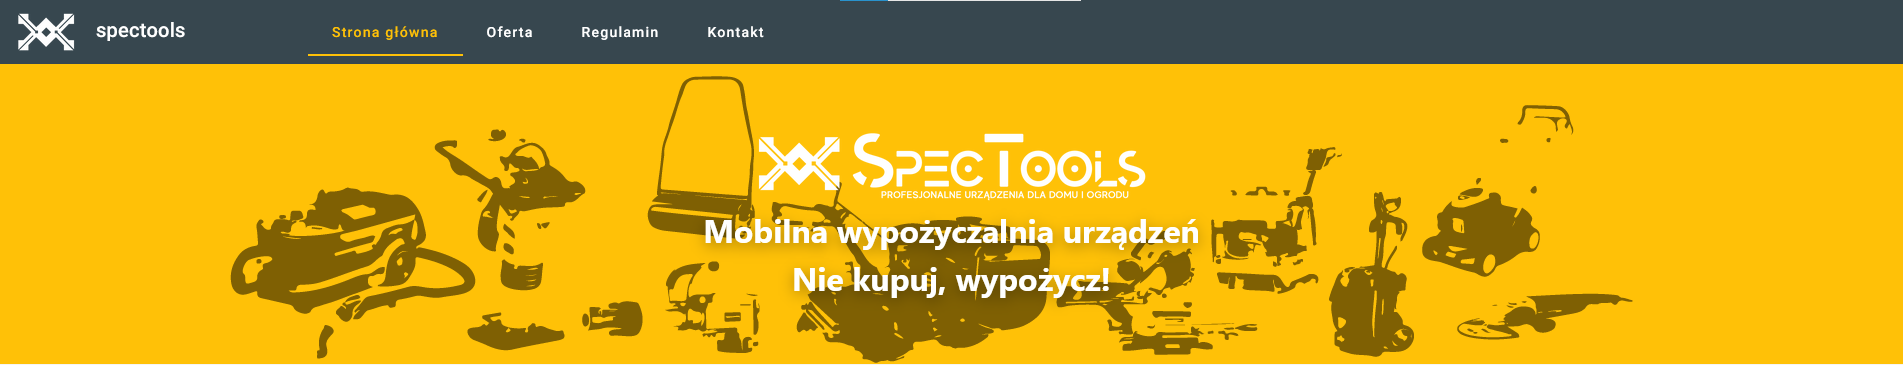 spectools
Strona główna
Oferta
Regulamin
Kontakt
SPECTOOLS
PROFESJONALNE URZĄDZENIA DLA DOMU I OGRODU
Mobilna wypożyczalnia urządzeń
Nie kupuj, wypożycz!